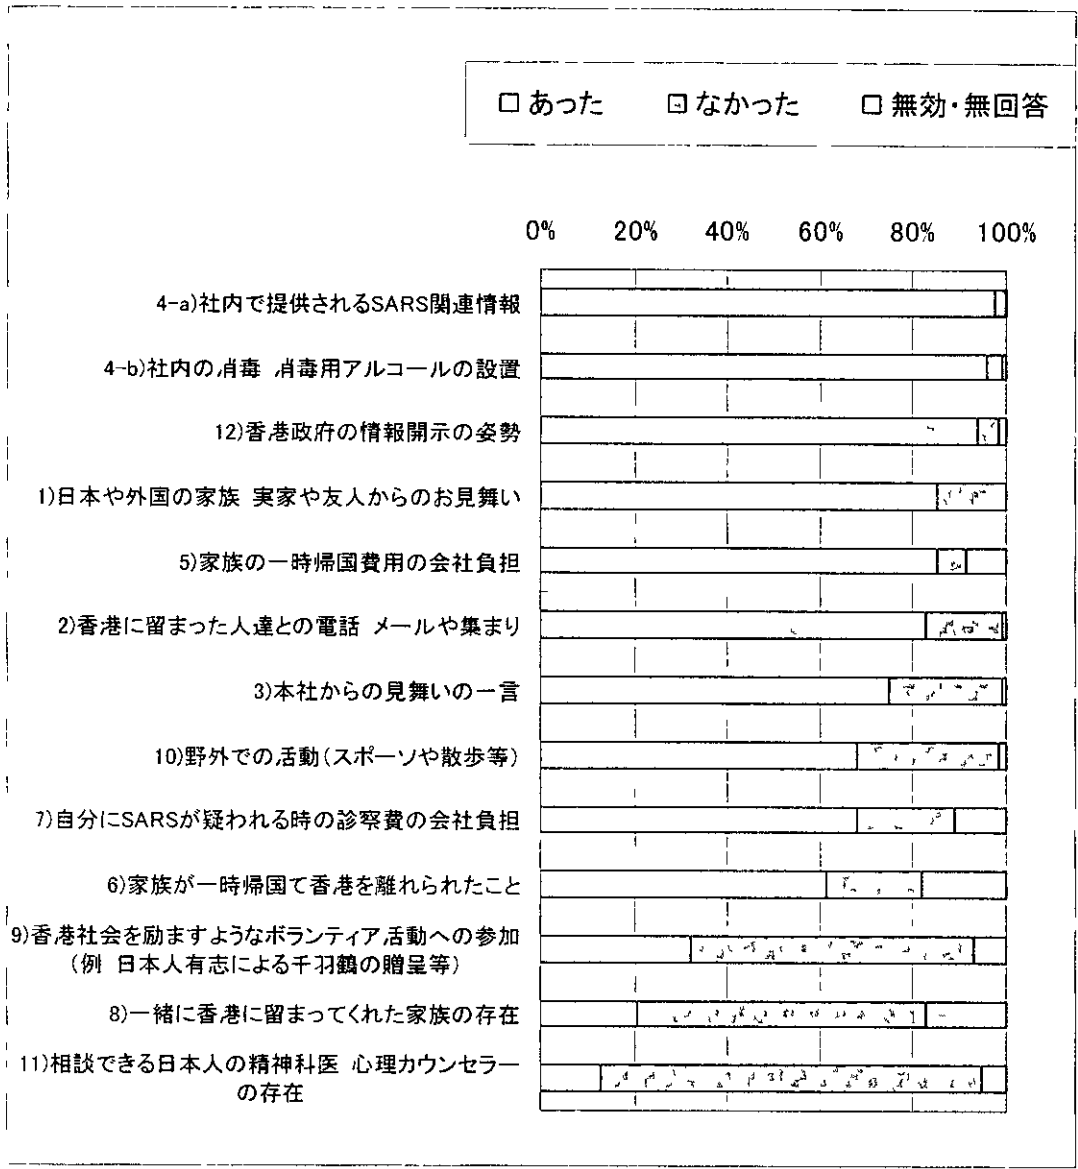 あった なかった 無効・無回答
0% 20% 40% 60% 80% 100%
4-a)社内で提供されるSARS関連情報
4-b)社内の消毒 消毒用アルコールの設置
12)香港政府の情報開示の姿勢
1)日本や外国の家族 実家や友人からのお見舞い
5)家族の一時帰国費用の会社負担
2)香港に留まった人達との電話 メールや集まり
3)本社からの見舞いの一言
10)野外での活動(スポーソや散歩等)
7)自分にSARSが疑われる時の診察費の会社負担
6)家族が一時帰国て香港を離れられたこと
9)香港社会を励ますようなボランティア活動への参加
(例 日本人有志による千羽鶴の贈呈等)
8)一緒に香港に留まってくれた家族の存在
11)相談できる日本人の精神科医 心理カウンセラー
の存在